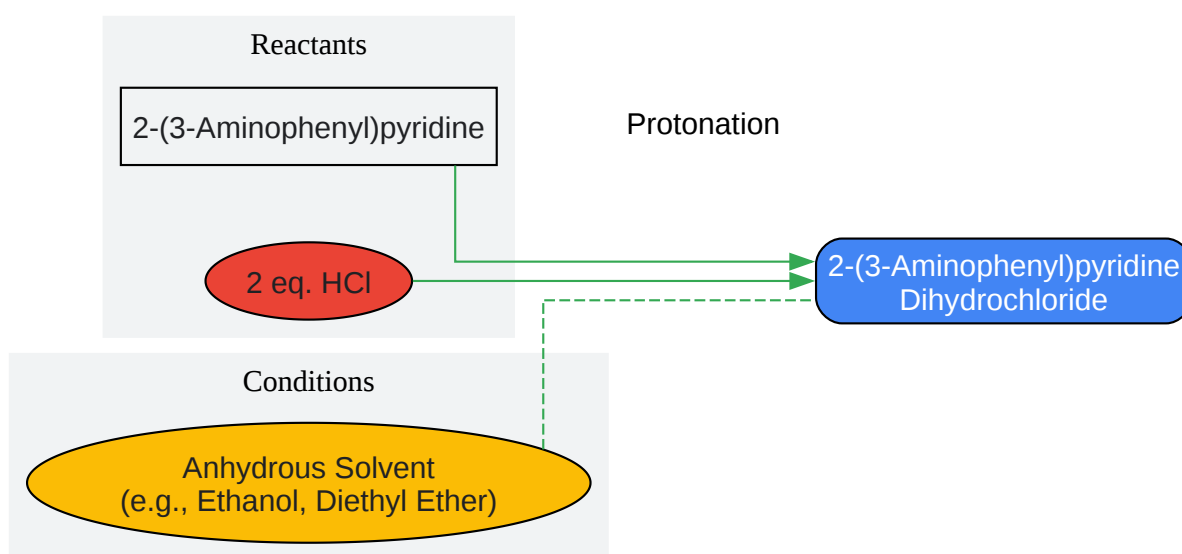 Reactants
2-(3-Aminophenyl)pyridine
Protonation
2 eq. HCl
2-(3-Aminophenyl)pyridine
Dihydrochloride
Conditions
Anhydrous Solvent
(e.g., Ethanol, Diethyl Ether)